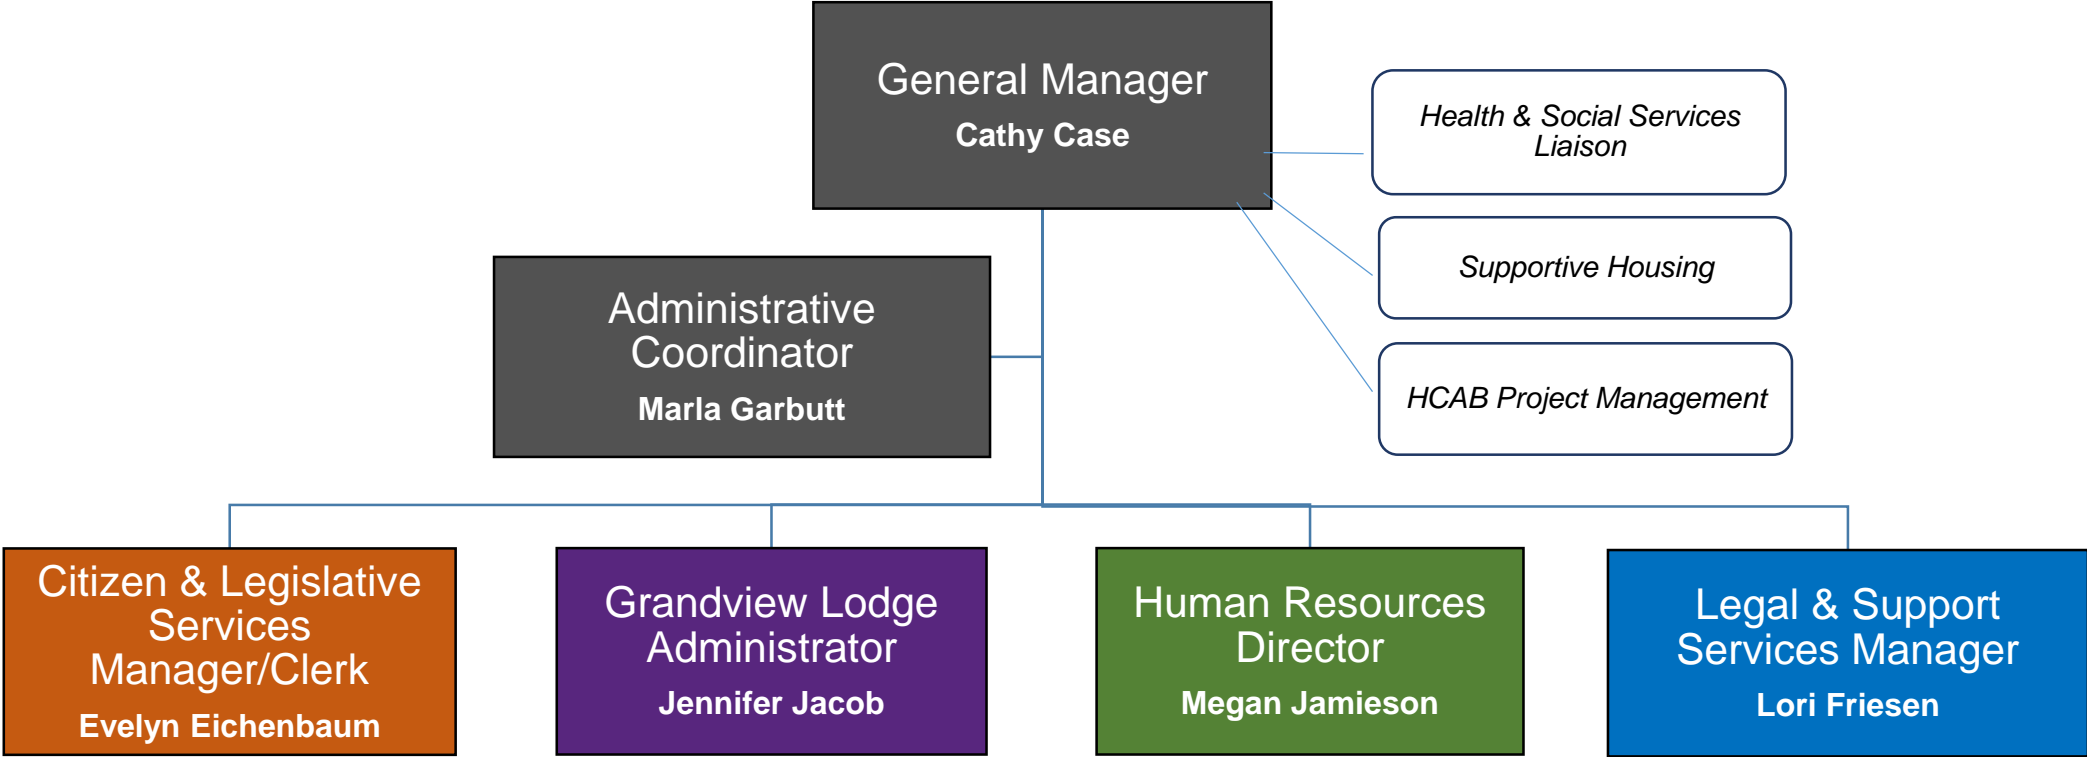 General Manager
Cathy Case
Health & Social Services
Liaison
Supportive Housing
HCAB Project Management
Administrative
Coordinator
Marla Garbutt
Citizen & Legislative
Services
Manager/Clerk
Evelyn Eichenbaum
Grandview Lodge
Administrator
Jennifer Jacob
Human Resources
Director
Megan Jamieson
Legal & Support
Services Manager
Lori Friesen